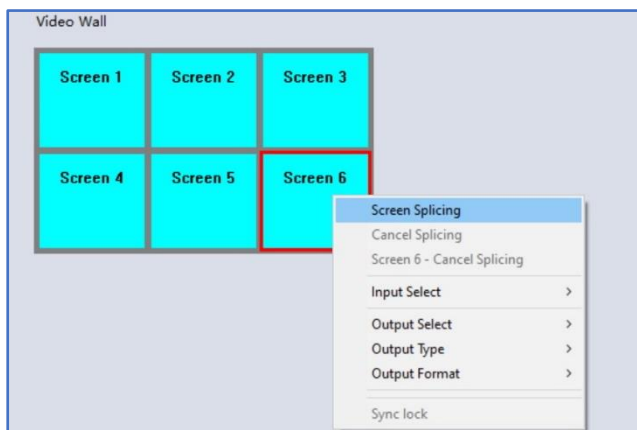 Video Wall
Screen 1 Screen 2 Screen 3
Screen 4 Screen 5 Screen 6
Screen Splicing
Cancel Splicing
Screen 6 - Cancel Splicing
Input Select >
Output Select >
Output Type >
Output Format >
Sync lock